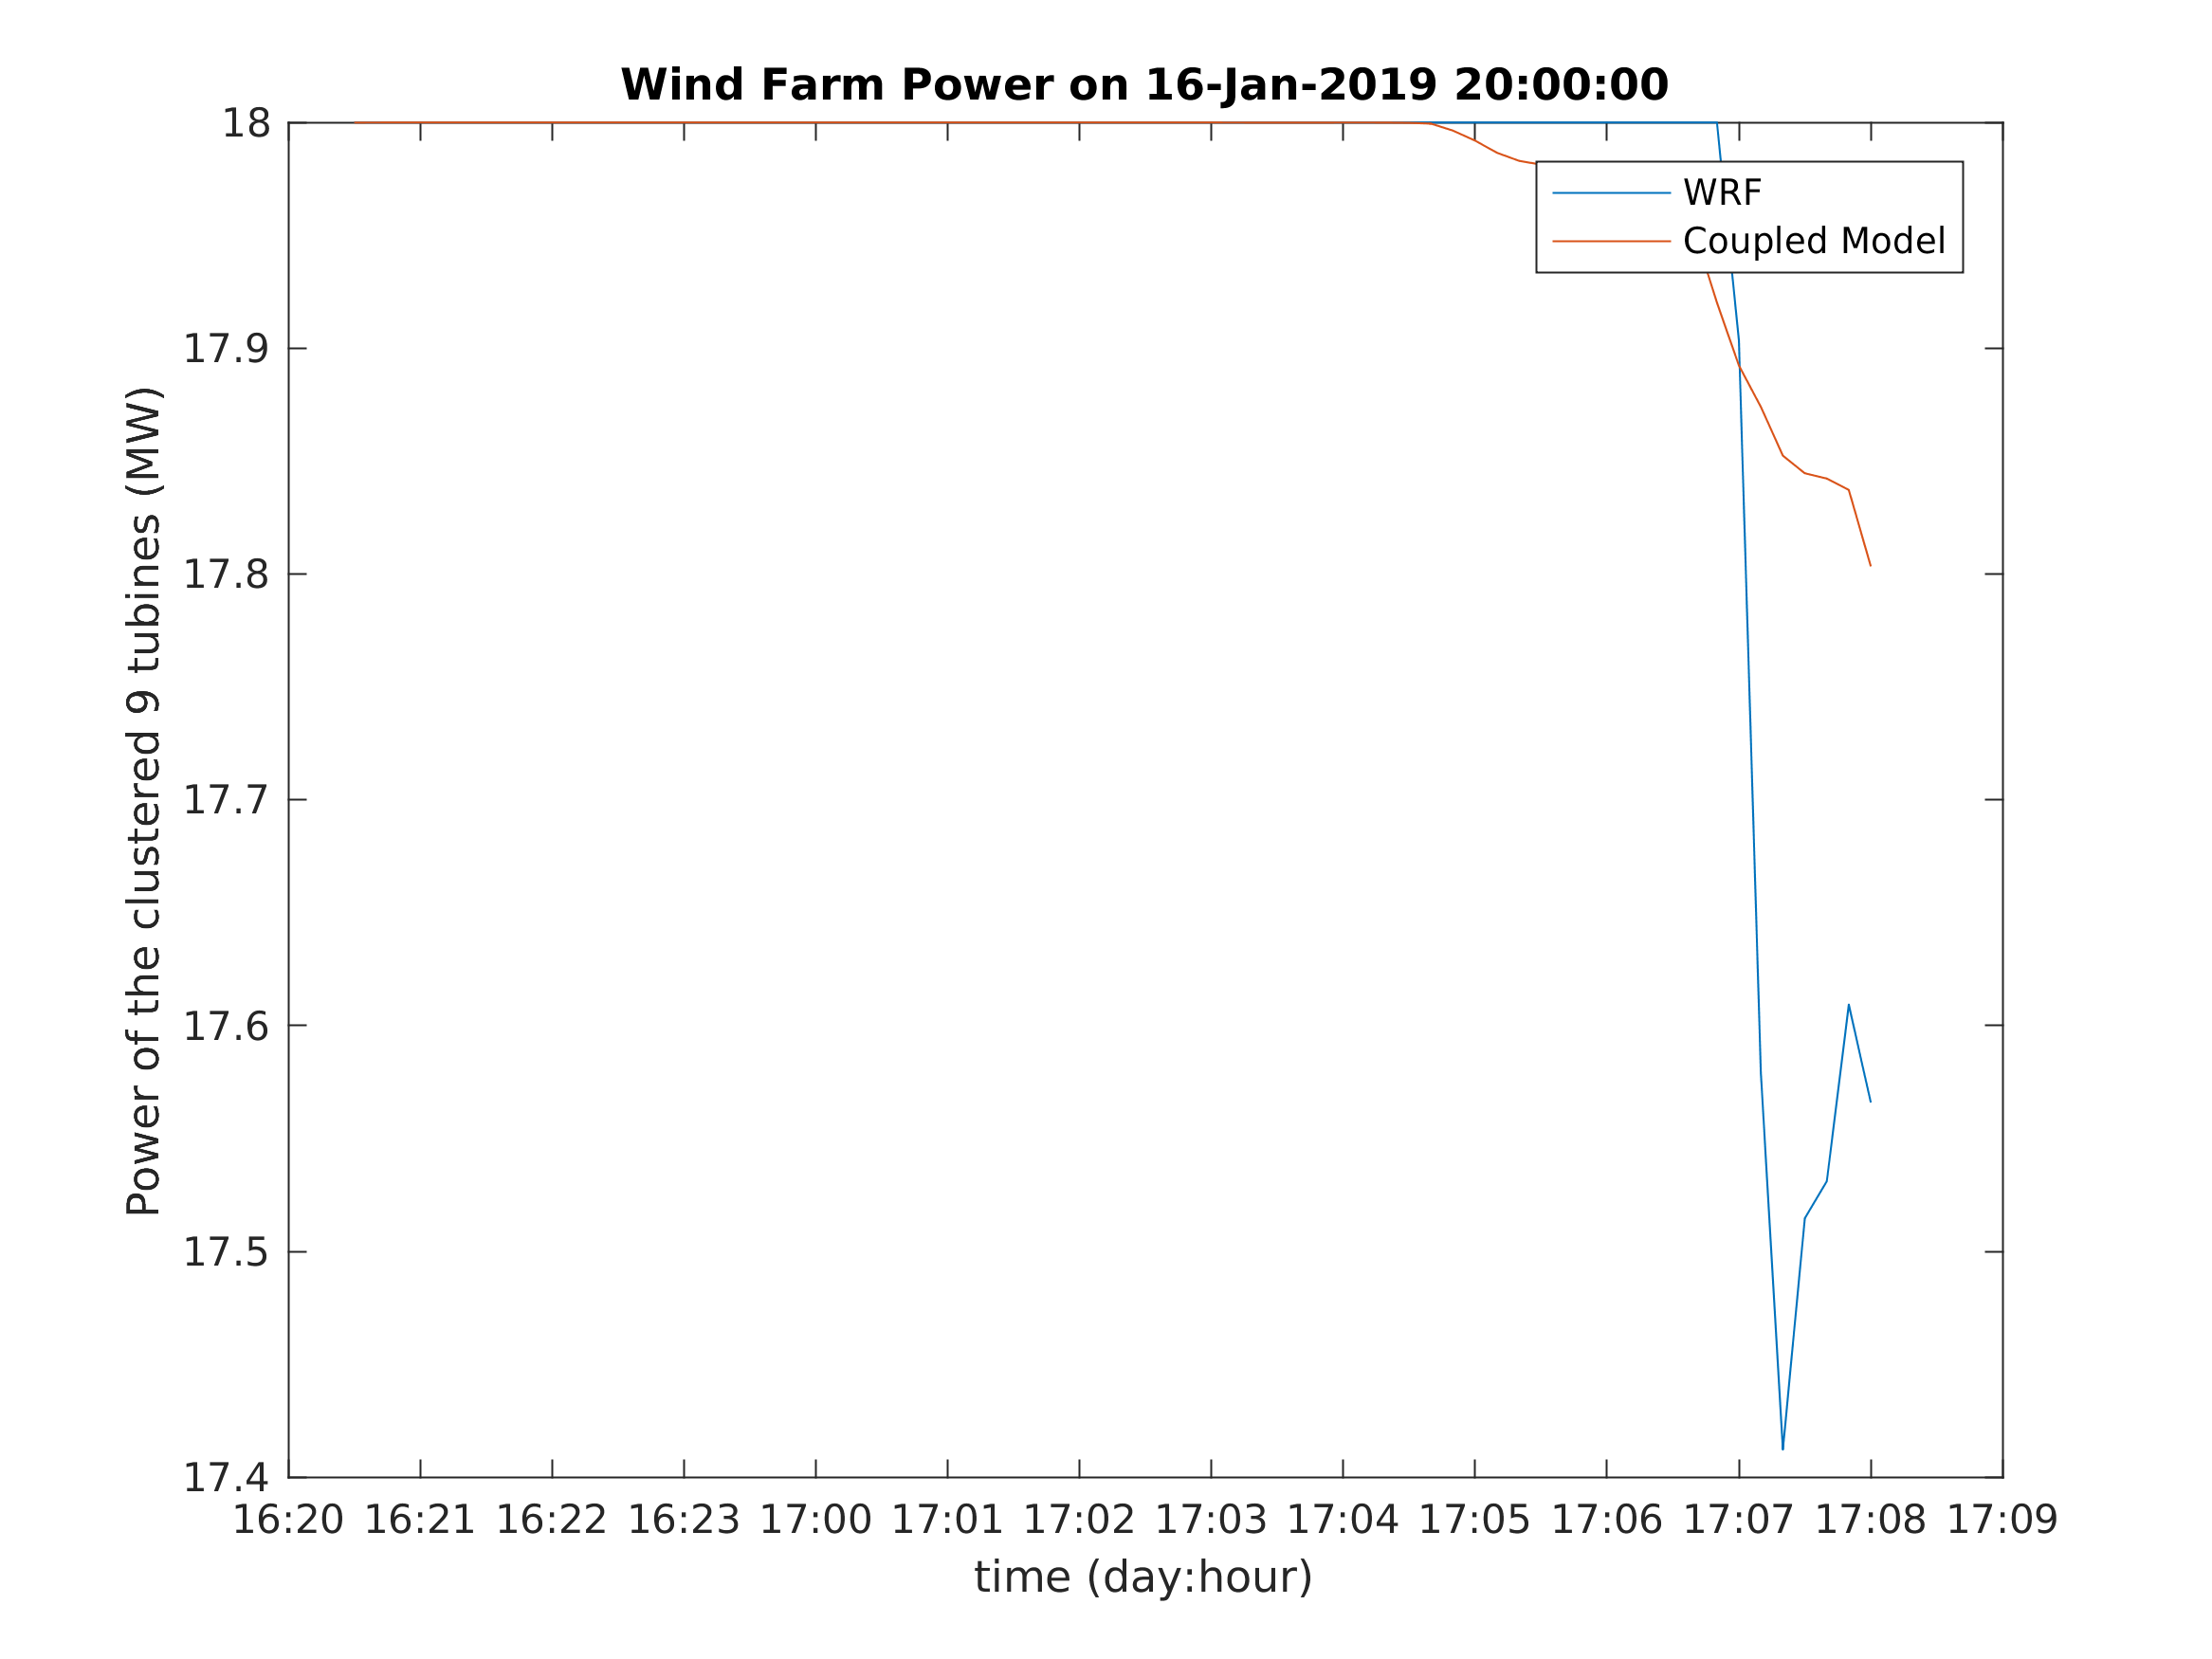 Wind Farm Power on 16-Jan-2019 20:00:00
18
17.9
17.8
17.7
17.6
17.5
17.4
Power of the clustered 9 tubines (MW)
WRF
Coupled Model
16:20 16:21 16:22 16:23 17:00 17:01 17:02 17:03 17:04 17:05 17:06 17:07 17:08 17:09
time (day:hour)